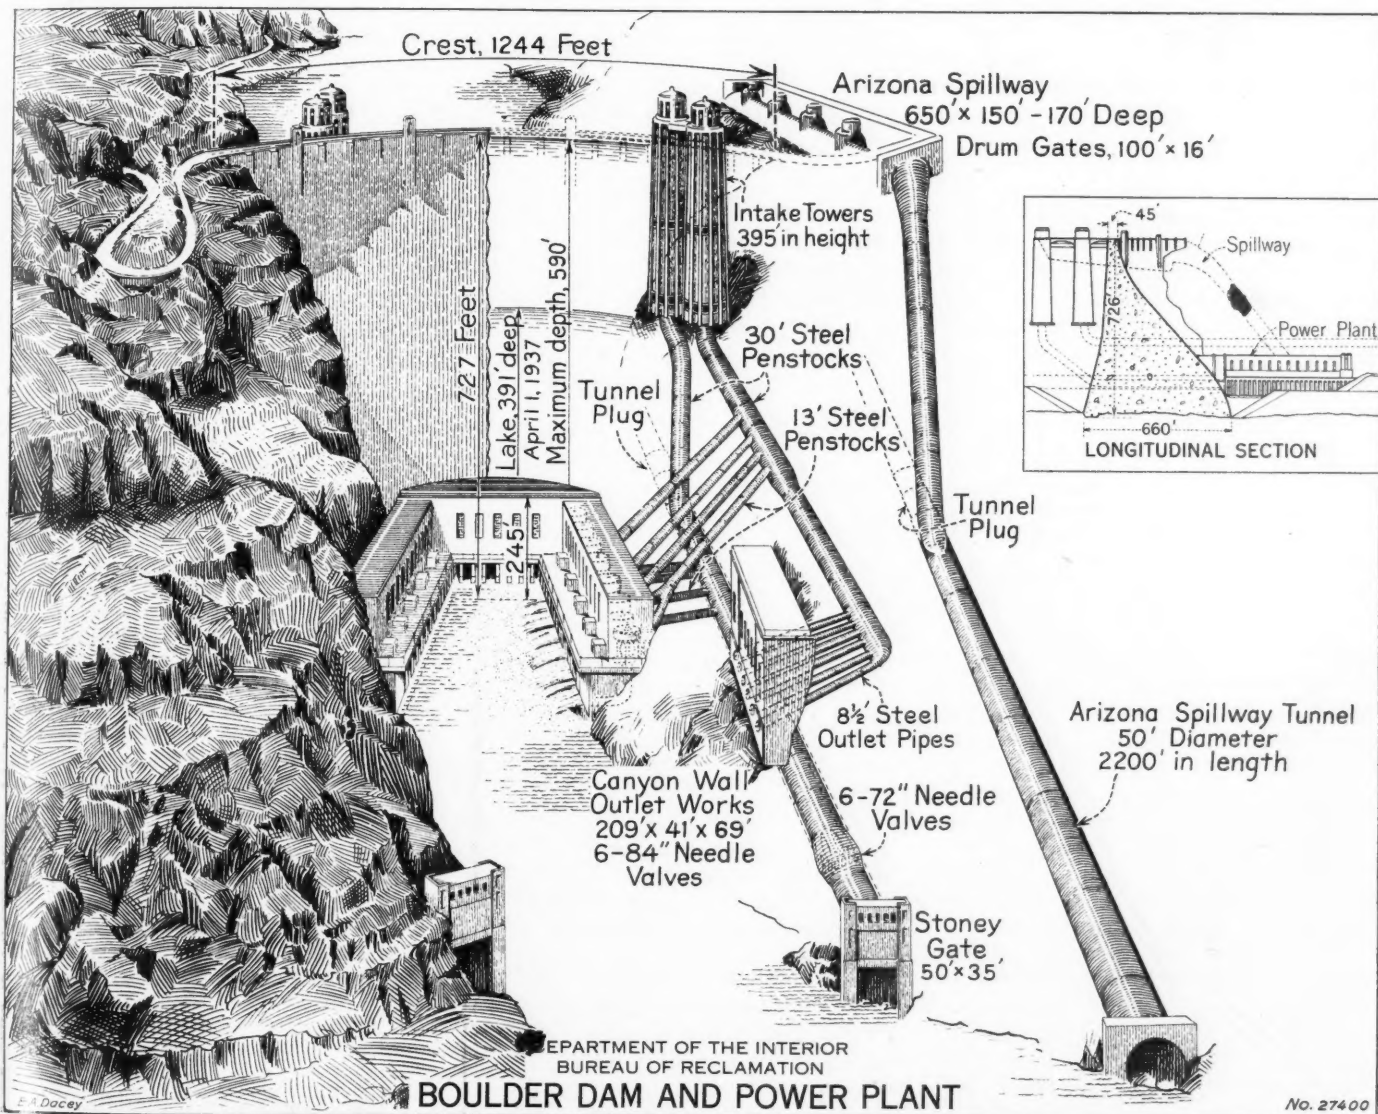 Crest, 1244 Feet
Arizona Spillway
650' x 150' - 170' Deep
Drum Gates, 100' x 16'
Intake Towers
395' in height
727 Feet
Lake, 391' deep
April 1, 1937
Maximum depth, 590'
30' Steel
Penstocks
Tunnel
Plug
13' Steel
Penstocks
245'
Tunnel
Plug
45'
Spillway
726'
Power Plant
660'
LONGITUDINAL SECTION
8½' Steel
Outlet Pipes
Arizona Spillway Tunnel
50' Diameter
2200' in length
Canyon Wall
Outlet Works
209' x 41' x 69'
6-84" Needle
Valves
6-72" Needle
Valves
Stoney
Gate
50' x 35'
EPARTMENT OF THE INTERIOR
BUREAU OF RECLAMATION
BOULDER DAM AND POWER PLANT
E.A. Dacey
No. 27400